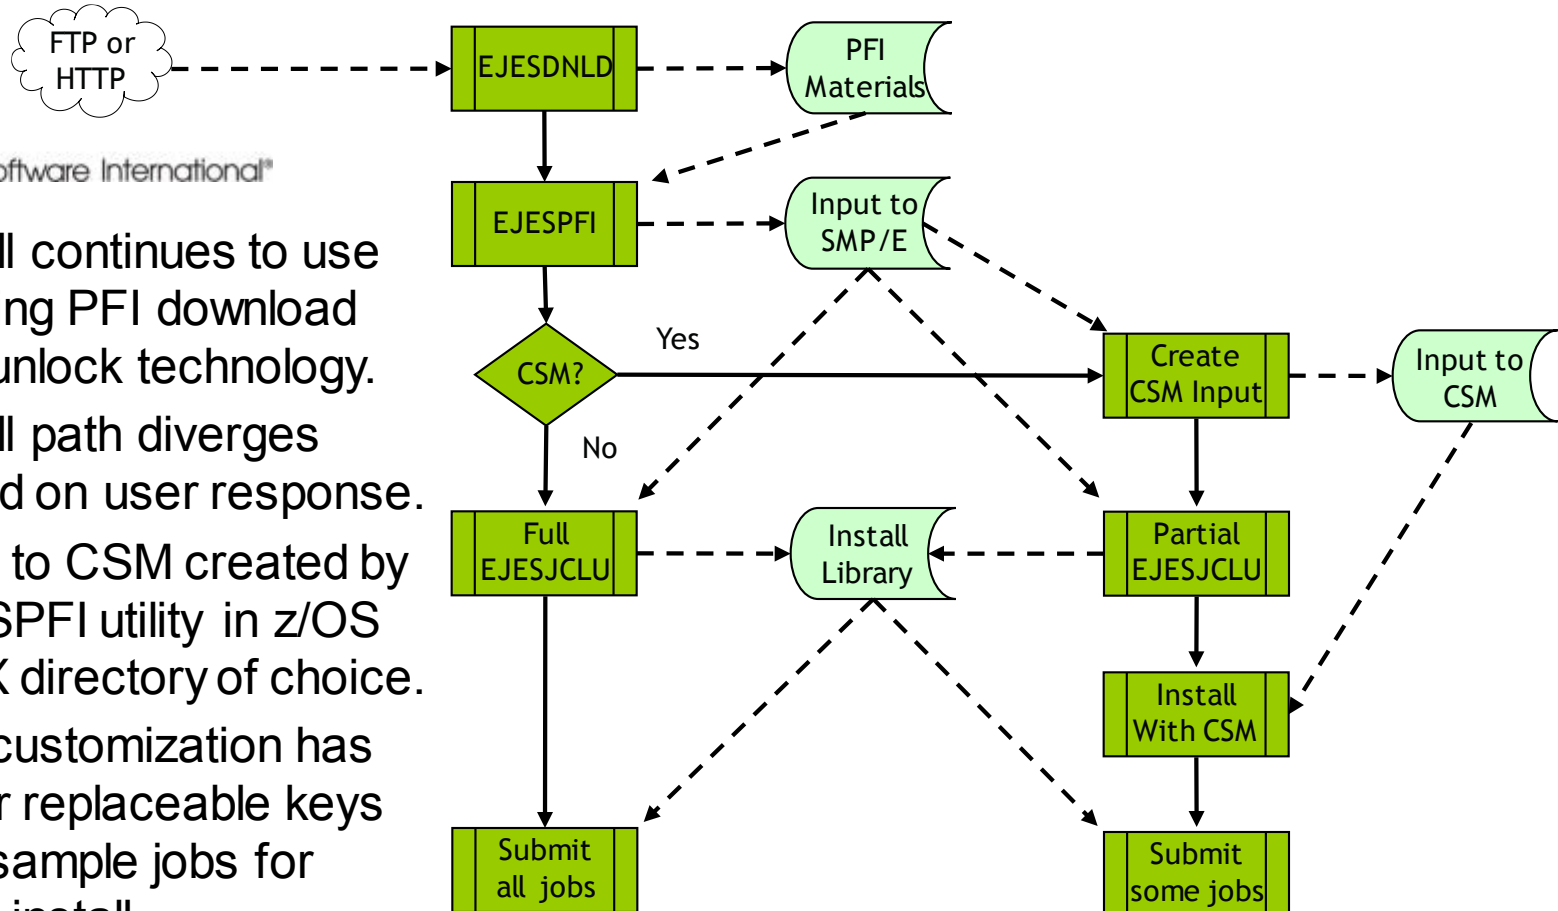 FTP or
HTTP
EJESDNLD
PFI
Materials
oftware International®
EJESPFI
Input to
SMP/E
ll continues to use
ng PFI download
unlock technology.
ll path diverges
d on user response.
to CSM created by
SPFI utility in z/OS
X directory of choice.
customization has
r replaceable keys
sample jobs for
install
CSM?
Yes
No
Create
CSM Input
Input to
CSM
Full
EJESJCLU
Install
Library
Partial
EJESJCLU
Install
With CSM
Submit
all jobs
Submit
some jobs